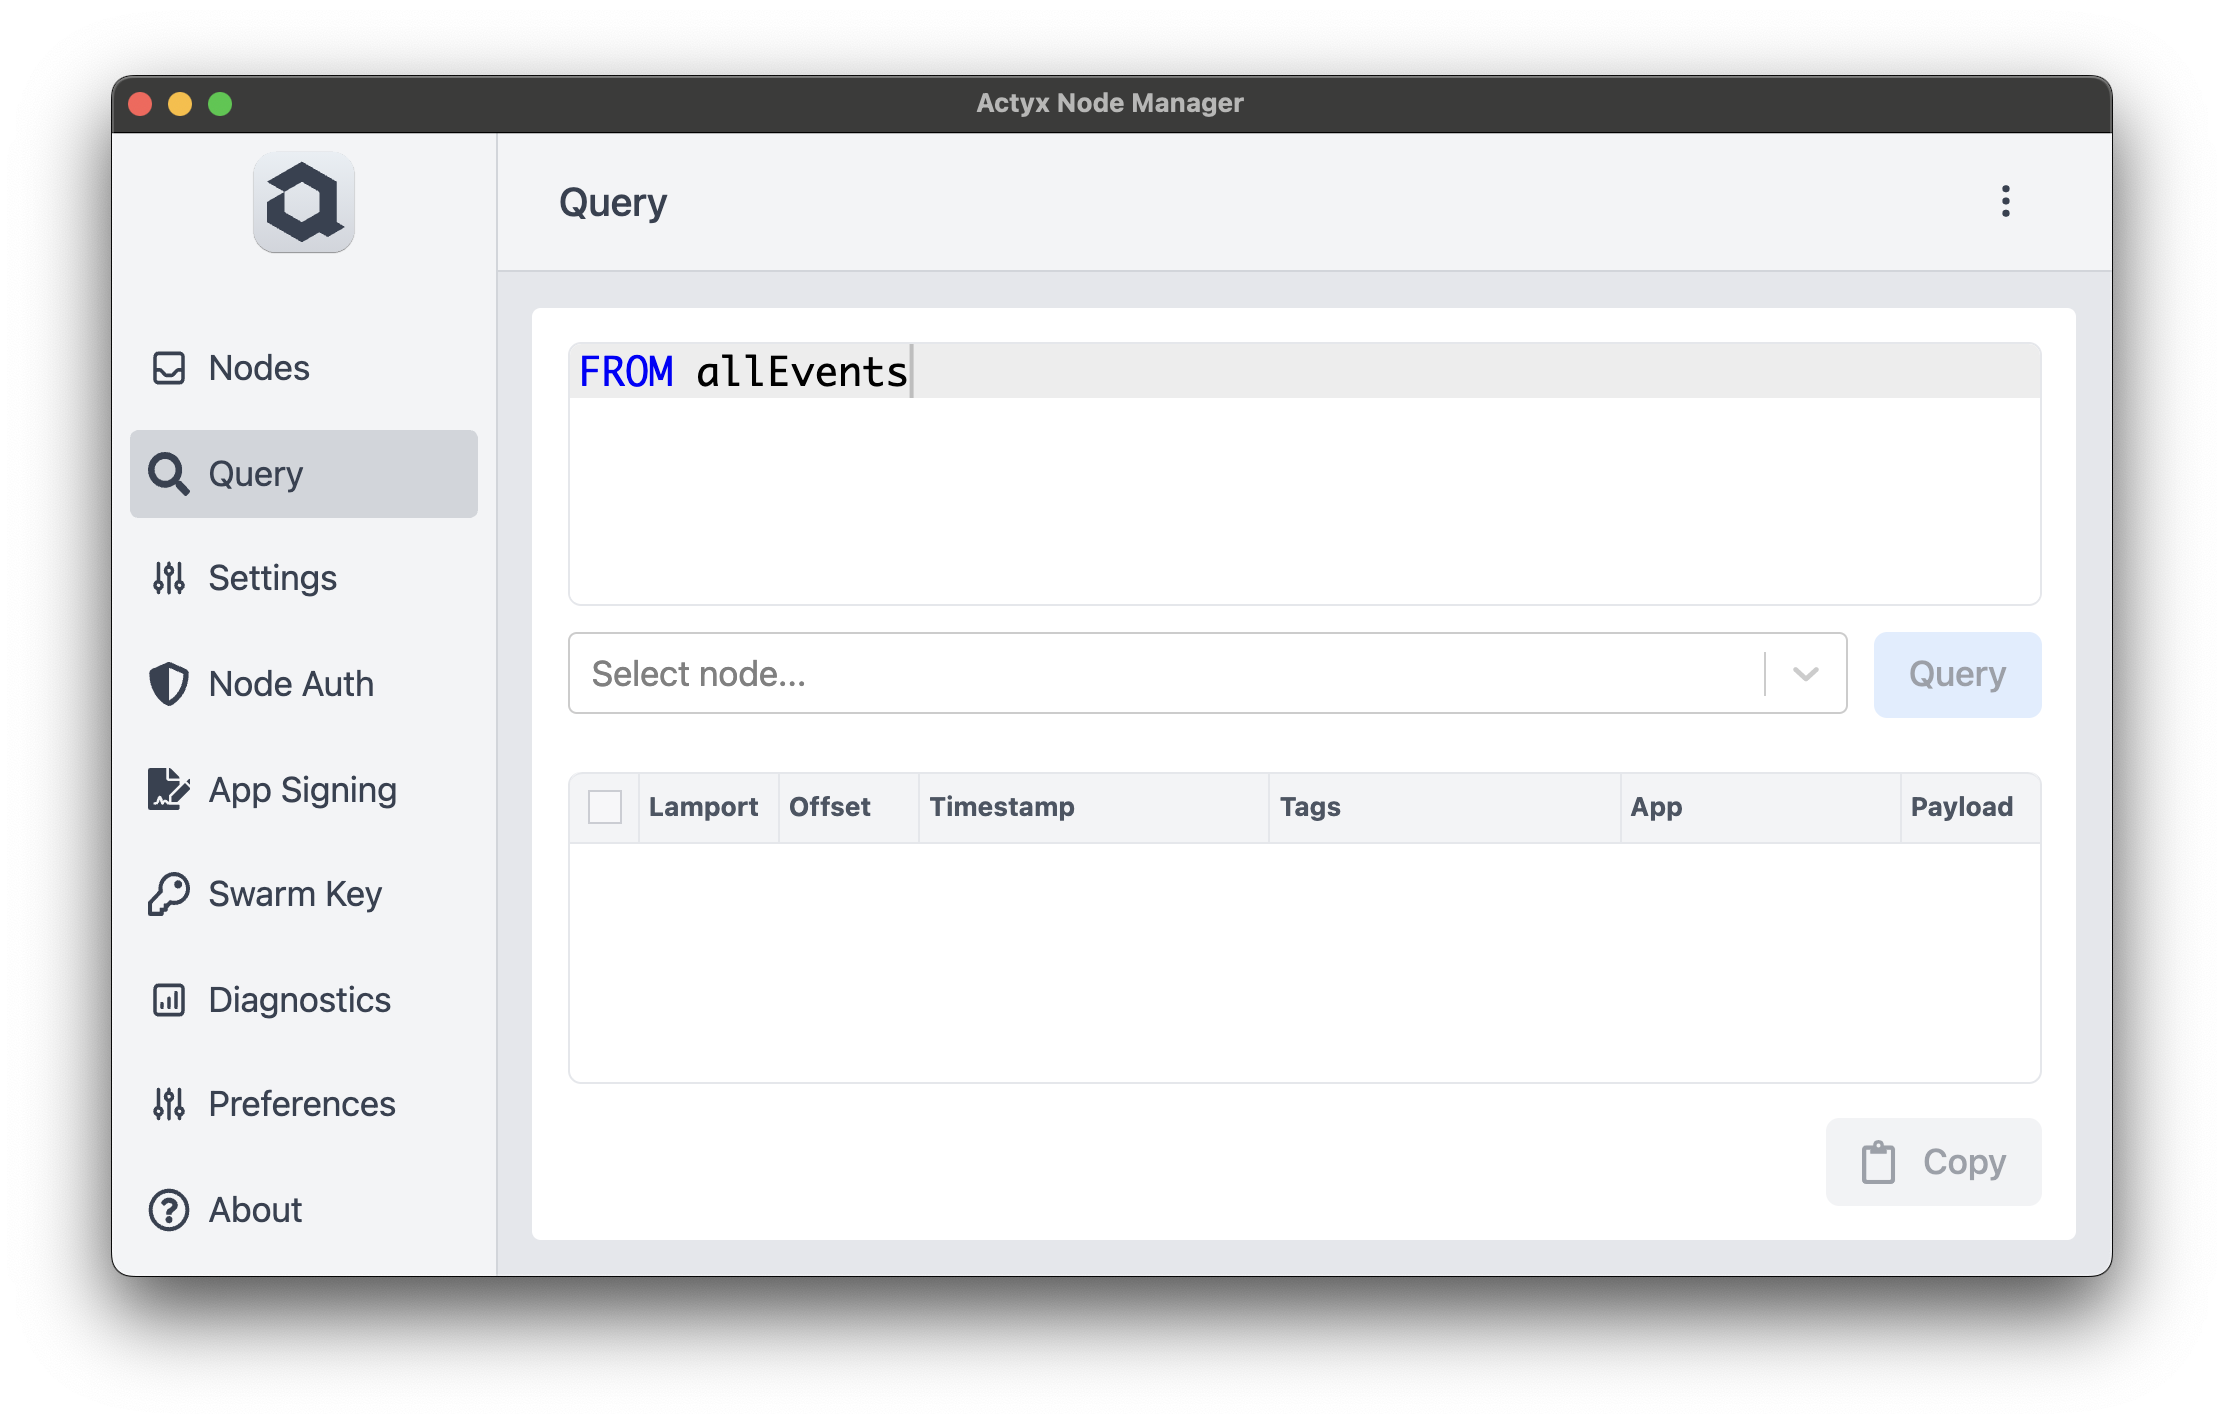 Actyx Node Manager
Nodes
Query
Settings
Node Auth
App Signing
Swarm Key
Diagnostics
Preferences
About
Query
FROM allEvents
Select node...
Query
Lamport Offset Timestamp Tags App Payload
Copy